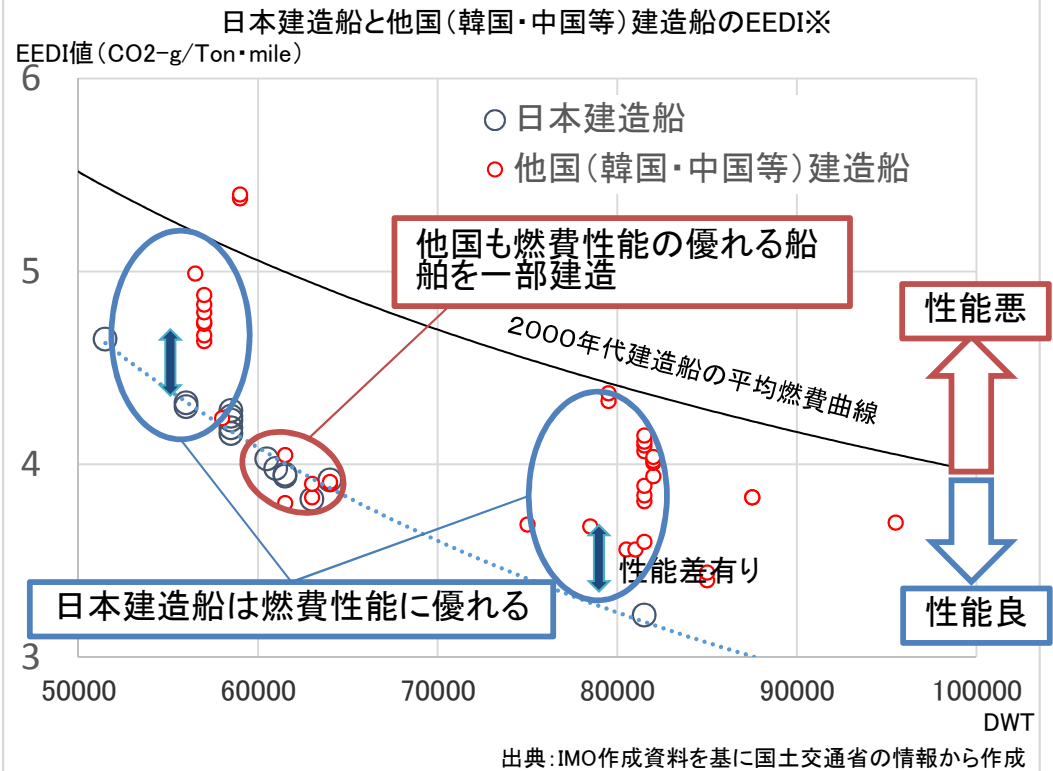 日本建造船と他国(韓国・中国等)建造船のEEDI※
EEDI値(CO2-g/Ton・mile)
6
○ 日本建造船
○ 他国(韓国・中国等)建造船
他国も燃費性能の優れる船
舶を一部建造
5
性能悪
2000年代建造船の平均燃費曲線
4
性能差有り
日本建造船は燃費性能に優れる
性能良
3
50000 60000 70000 80000 90000 100000
DWT
出典:IMO作成資料を基に国土交通省の情報から作成